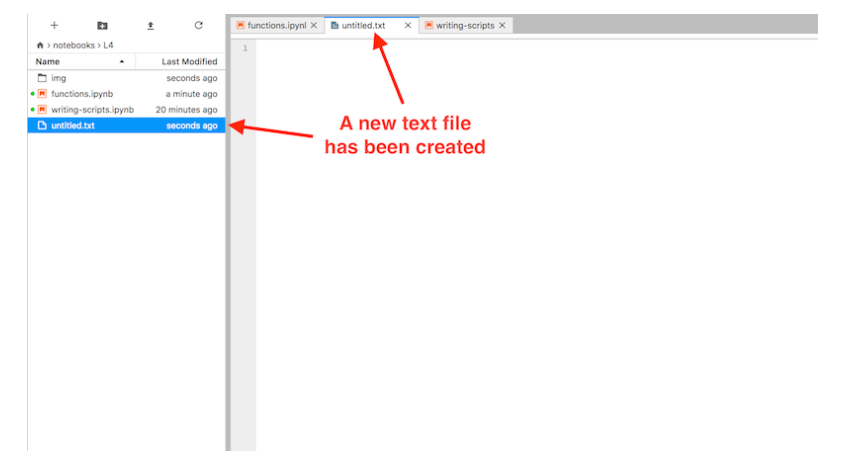 functions.ipynl
untitled.txt
writing-scripts
> notebooks > L4
Name Last Modified
img seconds ago
functions.ipynb a minute ago
writing-scripts.ipynb 20 minutes ago
untitled.txt seconds ago
1
A new text file
has been created